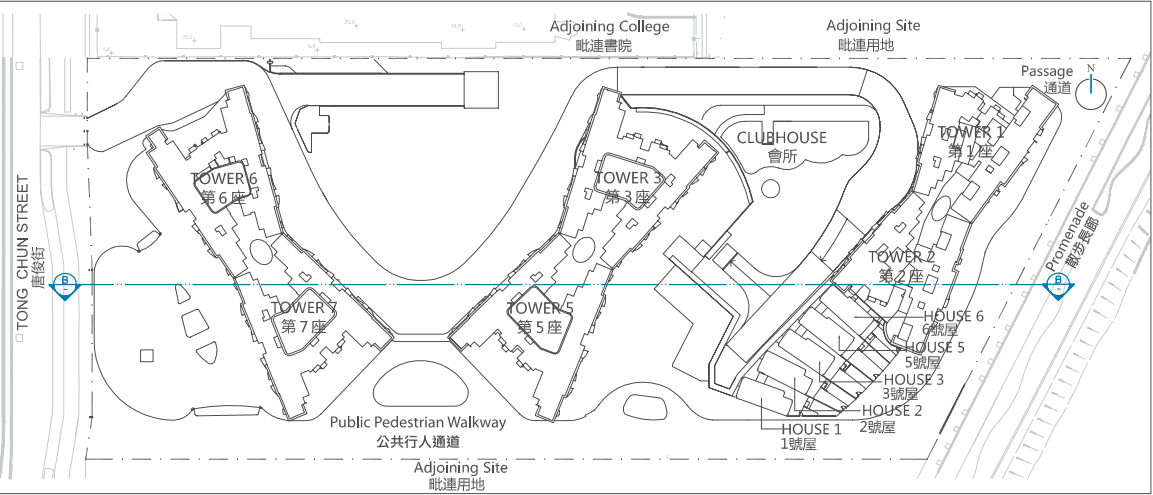 Adjoining College
毗連書院
Adjoining Site
毗連用地
Passage
通道
N
CLUBHOUSE
會所
TOWER 1
第1座
TOWER 6
第6座
TOWER 3
第3座
TONG CHUN STREET
唐俊街
Promenade
散步長廊
TOWER 2
第2座
B
B
TOWER 7
第7座
TOWER 5
第5座
HOUSE 6
6號屋
HOUSE 5
5號屋
HOUSE 3
3號屋
HOUSE 2
2號屋
HOUSE 1
1號屋
Public Pedestrian Walkway
公共行人通道
Adjoining Site
毗連用地